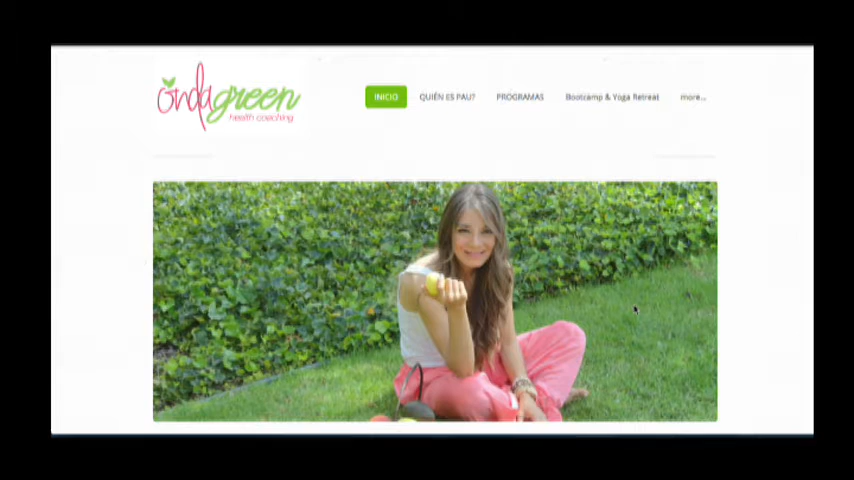 ondagreen
health coaching
INICIO QUIÉN ES PAU? PROGRAMAS Bootcamp & Yoga Retreat more...